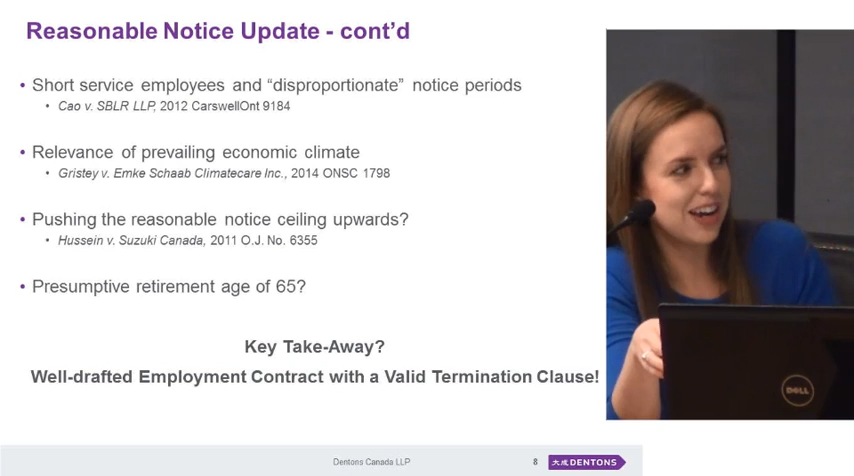 Reasonable Notice Update - cont’d
• Short service employees and “disproportionate” notice periods
• Cao v. SBLR LLP, 2012 CarswellOnt 9184
• Relevance of prevailing economic climate
• Gristey v. Emke Schaab Climatecare Inc., 2014 ONSC 1798
• Pushing the reasonable notice ceiling upwards?
• Hussein v. Suzuki Canada, 2011 O.J. No. 6355
• Presumptive retirement age of 65?
Key Take-Away?
Well-drafted Employment Contract with a Valid Termination Clause!
DELL
Dentons Canada LLP
8
大成 DENTONS